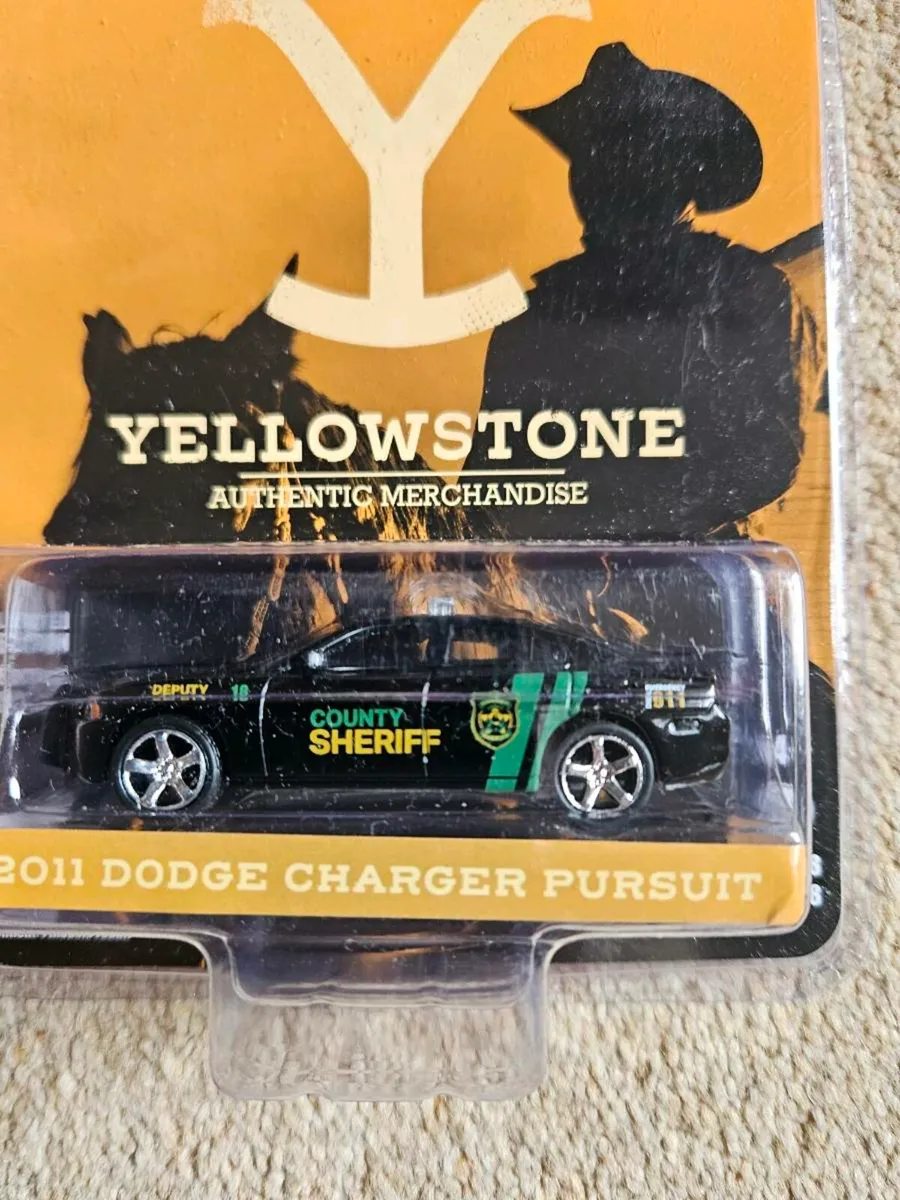 Y
YELLOWSTONE
AUTHENTIC MERCHANDISE
DEPUTY 18
COUNTY
SHERIFF
911
2011 DODGE CHARGER PURSUIT